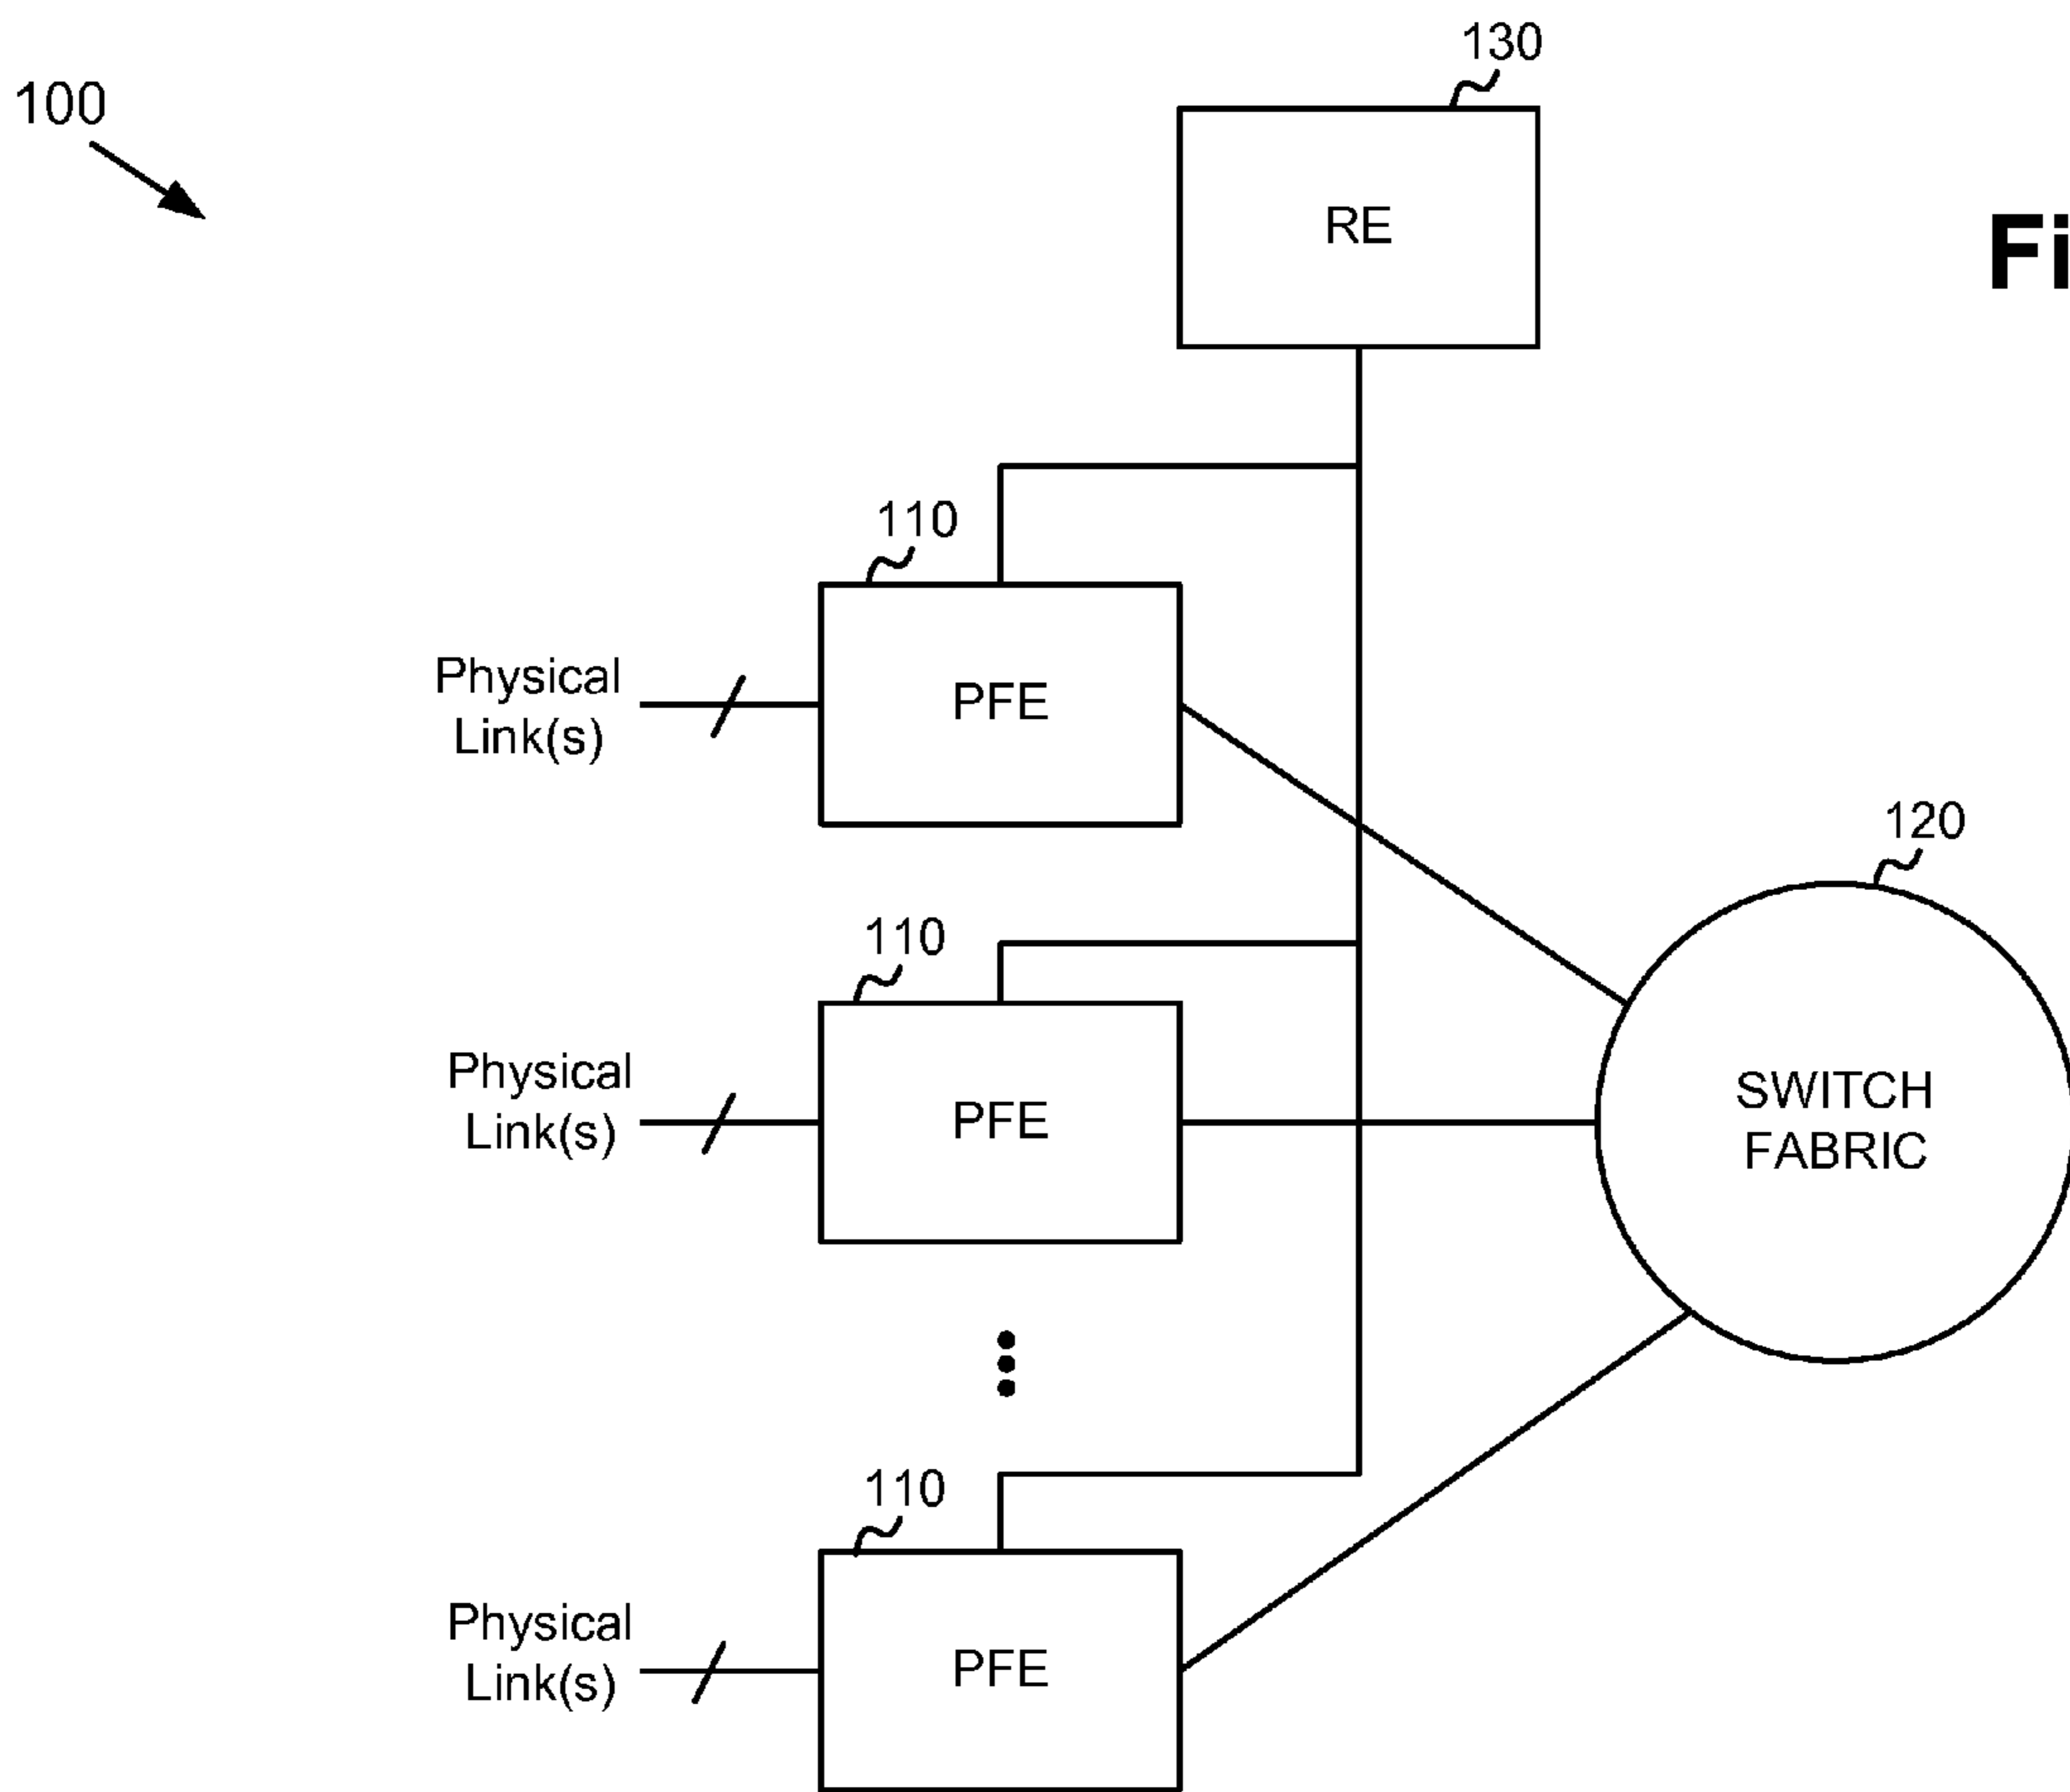 130
100
RE
Fi
110
Physical
Link(s)
PFE
120
110
Physical
Link(s)
PFE
SWITCH
FABRIC
110
Physical
Link(s)
PFE